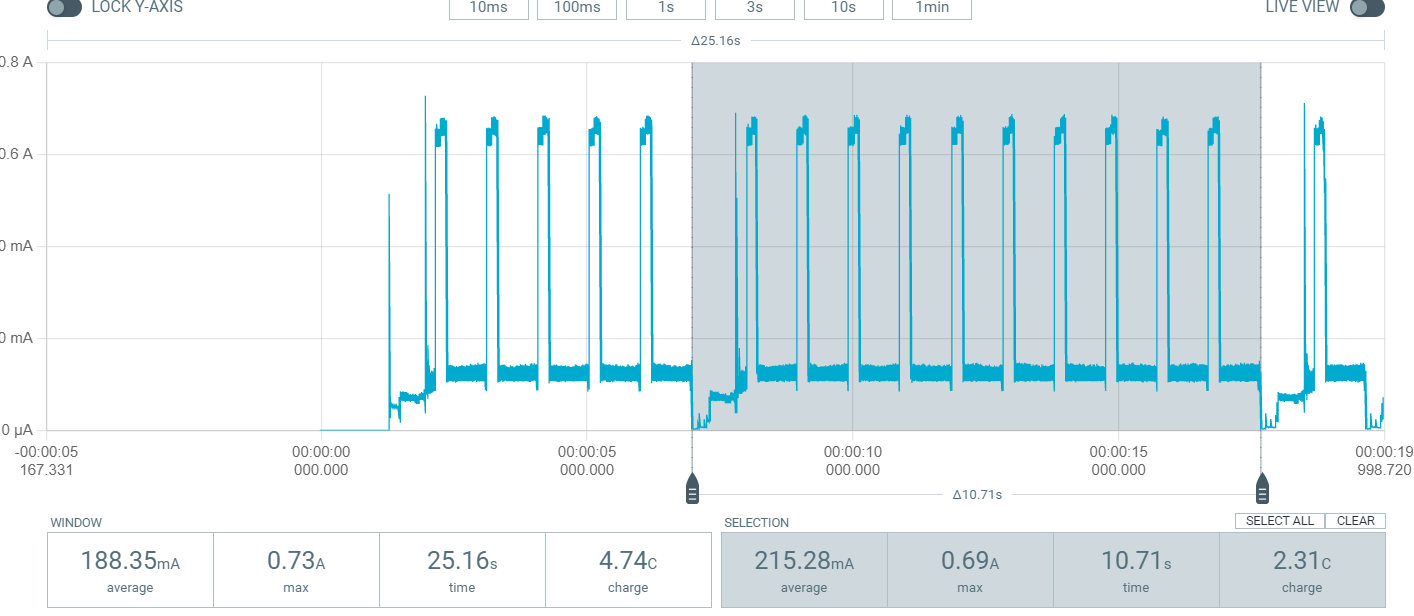 LOCK Y-AXIS 10ms 100ms 1s 3s 10s 1min LIVE VIEW
Δ25.16s
0.8 A
0.6 A
0 mA
0 mA
0 µA
-00:00:05 00:00:00 00:00:05 00:00:10 00:00:15 00:00:19
167.331 000.000 000.000 000.000 000.000 998.720
Δ10.71s
WINDOW SELECTION SELECT ALL CLEAR
188.35mA 0.73A 25.16s 4.74C 215.28mA 0.69A 10.71s 2.31C
average max time charge average max time charge